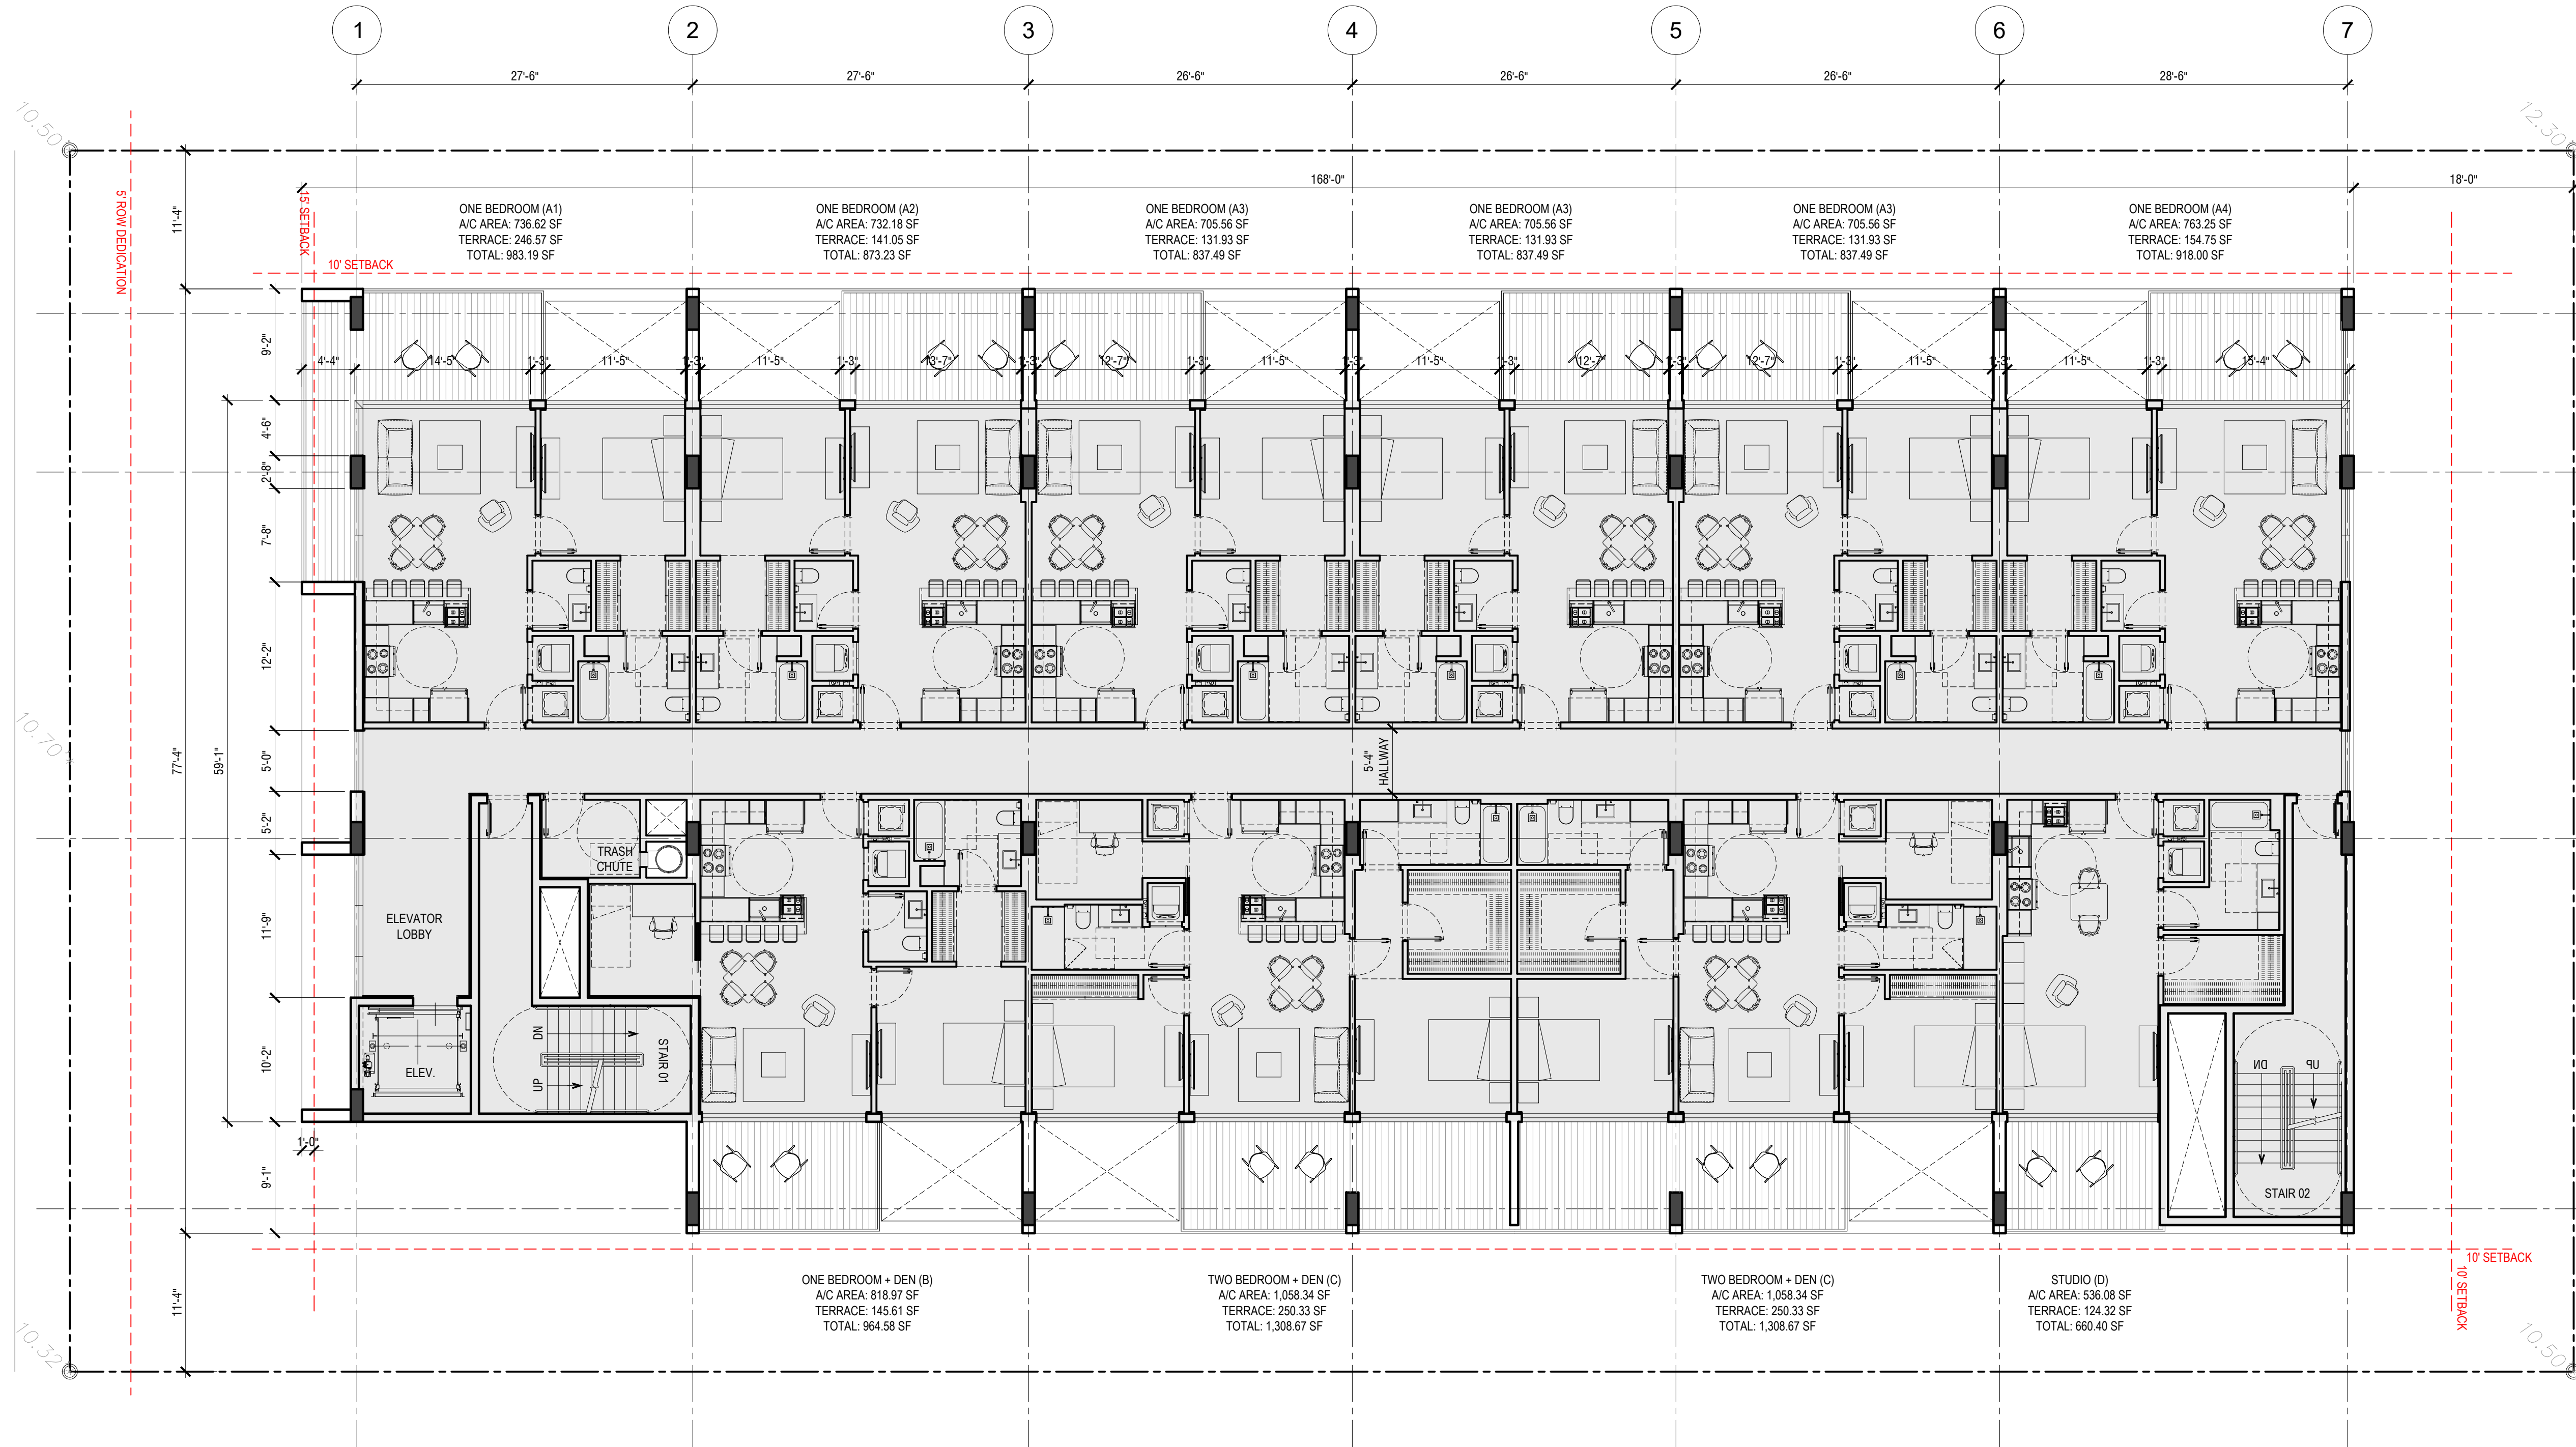 1
2
3
4
5
6
7
27'-6"
27'-6"
26'-6"
26'-6"
26'-6"
28'-6"
10.50'
12.30'
168'-0"
18'-0"
5' ROW DEDICATION
11'-4"
15' SETBACK
10' SETBACK
ONE BEDROOM (A1)
A/C AREA: 736.62 SF
TERRACE: 246.57 SF
TOTAL: 983.19 SF
ONE BEDROOM (A2)
A/C AREA: 732.18 SF
TERRACE: 141.05 SF
TOTAL: 873.23 SF
ONE BEDROOM (A3)
A/C AREA: 705.56 SF
TERRACE: 131.93 SF
TOTAL: 837.49 SF
ONE BEDROOM (A3)
A/C AREA: 705.56 SF
TERRACE: 131.93 SF
TOTAL: 837.49 SF
ONE BEDROOM (A3)
A/C AREA: 705.56 SF
TERRACE: 131.93 SF
TOTAL: 837.49 SF
ONE BEDROOM (A4)
A/C AREA: 763.25 SF
TERRACE: 154.75 SF
TOTAL: 918.00 SF
4'-4"
14'-5"
1'-3"
11'-5"
1'-3"
11'-5"
1'-3"
13'-7"
1'-3"
12'-7"
1'-3"
11'-5"
1'-3"
11'-5"
1'-3"
12'-7"
1'-3"
12'-7"
1'-3"
11'-5"
1'-3"
11'-5"
1'-3"
15'-4"
9'-2"
4'-6"
2'-8"
7'-8"
12'-2"
5'-0"
5'-2"
11'-9"
10'-2"
9'-1"
77'-4"
59'-1"
10.70'
5'-4"
HALLWAY
TRASH
CHUTE
ELEVATOR
LOBBY
ELEV.
DN
UP
STAIR 01
DN
UP
STAIR 02
1'-0"
11'-4"
10.32'
10' SETBACK
10' SETBACK
10.50'
ONE BEDROOM + DEN (B)
A/C AREA: 818.97 SF
TERRACE: 145.61 SF
TOTAL: 964.58 SF
TWO BEDROOM + DEN (C)
A/C AREA: 1,058.34 SF
TERRACE: 250.33 SF
TOTAL: 1,308.67 SF
TWO BEDROOM + DEN (C)
A/C AREA: 1,058.34 SF
TERRACE: 250.33 SF
TOTAL: 1,308.67 SF
STUDIO (D)
A/C AREA: 536.08 SF
TERRACE: 124.32 SF
TOTAL: 660.40 SF